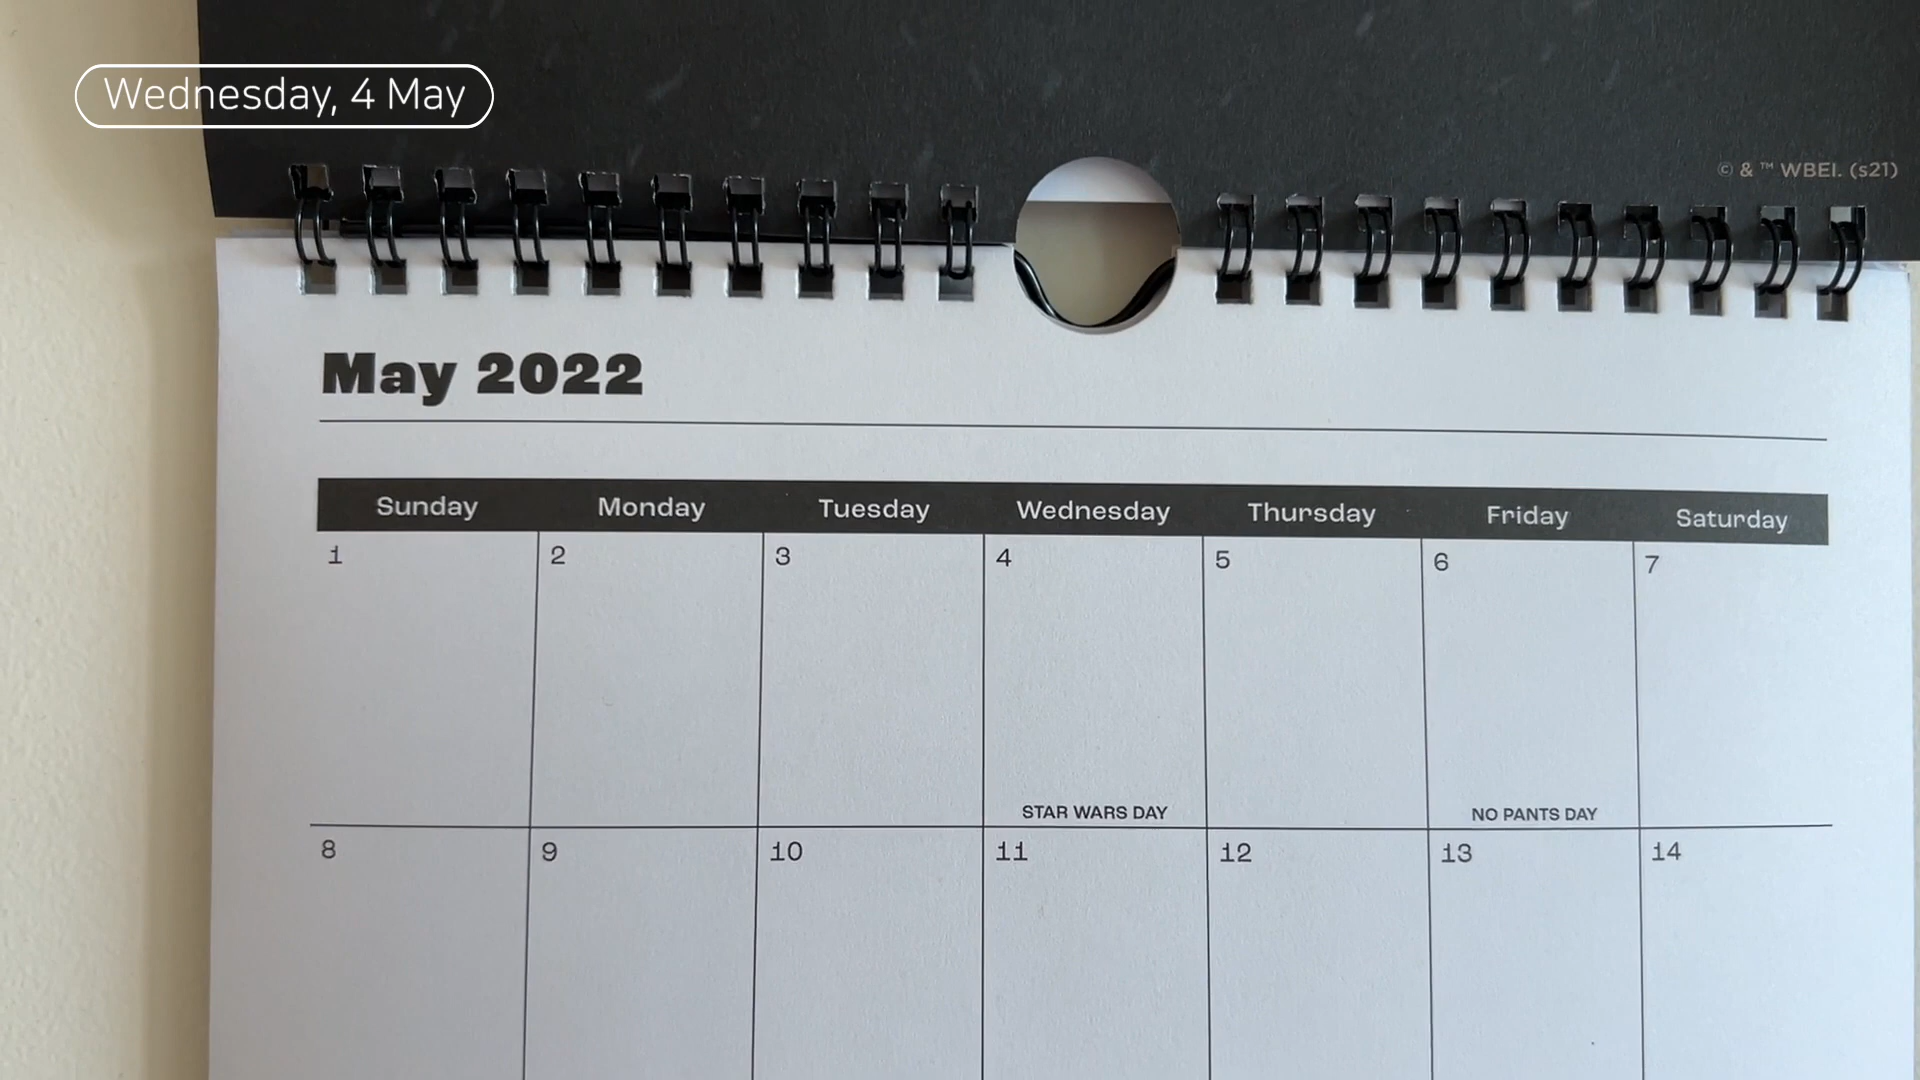 Wednesday, 4 May
© & ™ WBEI. (s21)
May 2022
Sunday Monday Tuesday Wednesday Thursday Friday Saturday
1 2 3 4 5 6 7
STAR WARS DAY NO PANTS DAY
8 9 10 11 12 13 14